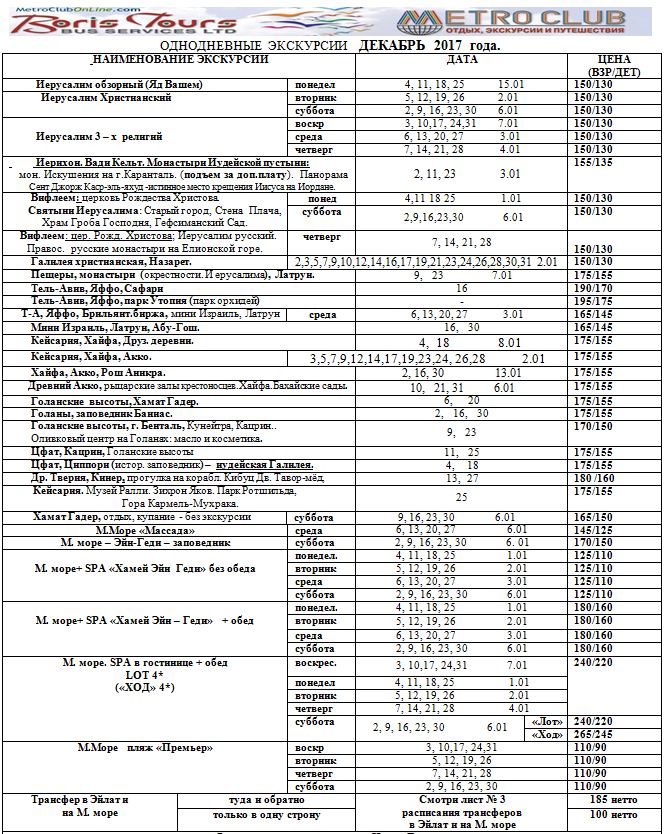 MetroClubOnLine.com
Boris Tours
BUS SERVICES LTD
METRO CLUB
ОТДЫХ, ЭКСКУРСИИ И ПУТЕШЕСТВИЯ
ОДНОДНЕВНЫЕ ЭКСКУРСИИ ДЕКАБРЬ 2017 года.
НАИМЕНОВАНИЕ ЭКСКУРСИИ ДАТА ЦЕНА
(ВЗР/ДЕТ)
Иерусалим обзорный (Яд Вашем) понедел 4, 11, 18, 25 15.01 150/130
Иерусалим Христианский вторник 5, 12, 19, 26 2.01 150/130
суббота 2, 9, 16, 23, 30 6.01 150/130
воскр 3, 10,17, 24,31 7.01 150/130
Иерусалим 3 – х религий среда 6, 13, 20, 27 3.01 150/130
четверг 7, 14, 21, 28 4.01 150/130
Иерихон. Вади Кельт. Монастыри Иудейской пустыни: 155/135
мон. Искушения на г.Каранталь. (подъем за доп.плату). Панорама 2, 11, 23 3.01
Сент Джорж Каср-эль-яхуд -истинное место крещения Иисуса на Иордане.
Вифлеем: церковь Рождества Христова. понед 4,11 18 25 1.01 150/130
Святыни Иерусалима: Старый город, Стена Плача, суббота 2,9,16,23,30 6.01 150/130
Храм Гроба Господня, Гефсиманский Сад.
Вифлеем: цер. Рожд. Христова; Иерусалим русский. четверг 7, 14, 21, 28
Правос. русские монастыри на Елионской горе. 150/130
Галилея христианская, Назарет. 2,3,5,7,9,10,12,14,16,17,19,21,23,24,26,28,30,31 2.01 150/130
Пещеры, монастыри (окрестности.Иерусалима), Латрун. 9, 23 7.01 175/155
Тель-Авив, Яффо, Сафари 16 190/170
Тель-Авив, Яффо, парк Утопия (парк орхидей) - 195/175
Т-А, Яффо, Брильянт.биржа, мини Израиль, Латрун среда 6, 13, 20, 27 3.01 165/145
Мини Израиль, Латрун, Абу-Гош. 16, 30 165/145
Кейсария, Хайфа, Друз. деревни. 4, 18 8.01 175/155
Кейсария, Хайфа, Акко. 3,5,7,9,12,14,17,19,23,24, 26,28 2.01 175/155
Хайфа, Акко, Рош Аникра. 2, 16, 30 13.01 175/155
Древний Акко, рыцарские залы крестоносцев.Хайфа.Бахайские сады. 10, 21, 31 6.01 175/155
Голанские высоты, Хамат Гадер. 6, 20 175/155
Голаны, заповедник Баниас. 2, 16, 30 175/155
Голанские высоты, г. Бенталь, Кунейтра, Кацрин.. 9, 23 170/150
Оливковый центр на Голанах: масло и косметика.
Цфат, Кацрин, Голанские высоты 11, 25 175/155
Цфат, Циппори (истор. заповедник) – иудейская Галилея. 4, 18 175/155
Др. Тверия, Кинер, прогулка на корабл. Кибуц Дв. Тавор-мёд, 13, 27 180 /160
Кейсария. Музей Ралли. Зихрон Яков. Парк Ротшильда, 25 175/155
Гора Кармель-Мухрака.
Хамат Гадер, отдых, купание - без экскурсии суббота 9, 16, 23, 30 6.01 165/150
М.Море «Массада» среда 6, 13, 20, 27 6.01 145/125
М. море – Эйн-Геди – заповедник суббота 2, 9, 16, 23, 30 6. 01 170/150
понедел. 4, 11, 18, 25 1.01 125/110
М. море+ SPA «Хамей Эйн Геди» без обеда вторник 5, 12, 19, 26 2.01 125/110
среда 6, 13, 20, 27 3.01 125/110
суббота 2, 9, 16, 23, 30 6.01 125/110
понедел. 4, 11, 18, 25 1.01 180/160
М. море+ SPA «Хамей Эйн – Геди» + обед вторник 5, 12, 19, 26 2.01 180/160
среда 6, 13, 20, 27 3.01 180/160
суббота 2, 9, 16, 23, 30 6.01 180/160
М. море. SPA в гостинице + обед воскрес. 3, 10,17, 24,31 7.01 240/220
LOT 4* понедел 4, 11, 18, 25 1.01
(«ХОД» 4*) вторник 5, 12, 19, 26 2.01
четверг 7, 14, 21, 28 4.01
суббота 2, 9, 16, 23, 30 6.01 «Лот» 240/220
«Ход» 265/245
М.Море пляж «Премьер» воскр 3, 10,17, 24,31 110/90
вторник 5, 12, 19, 26 110/90
четверг 7, 14, 21, 28 110/90
суббота 2, 9, 16, 23, 30 110/90
Трансфер в Эйлат и туда и обратно Смотри лист № 3 185 нетто
на М. море только в одну строну расписания трансферов 100 нетто
в Эйлат и на М. море